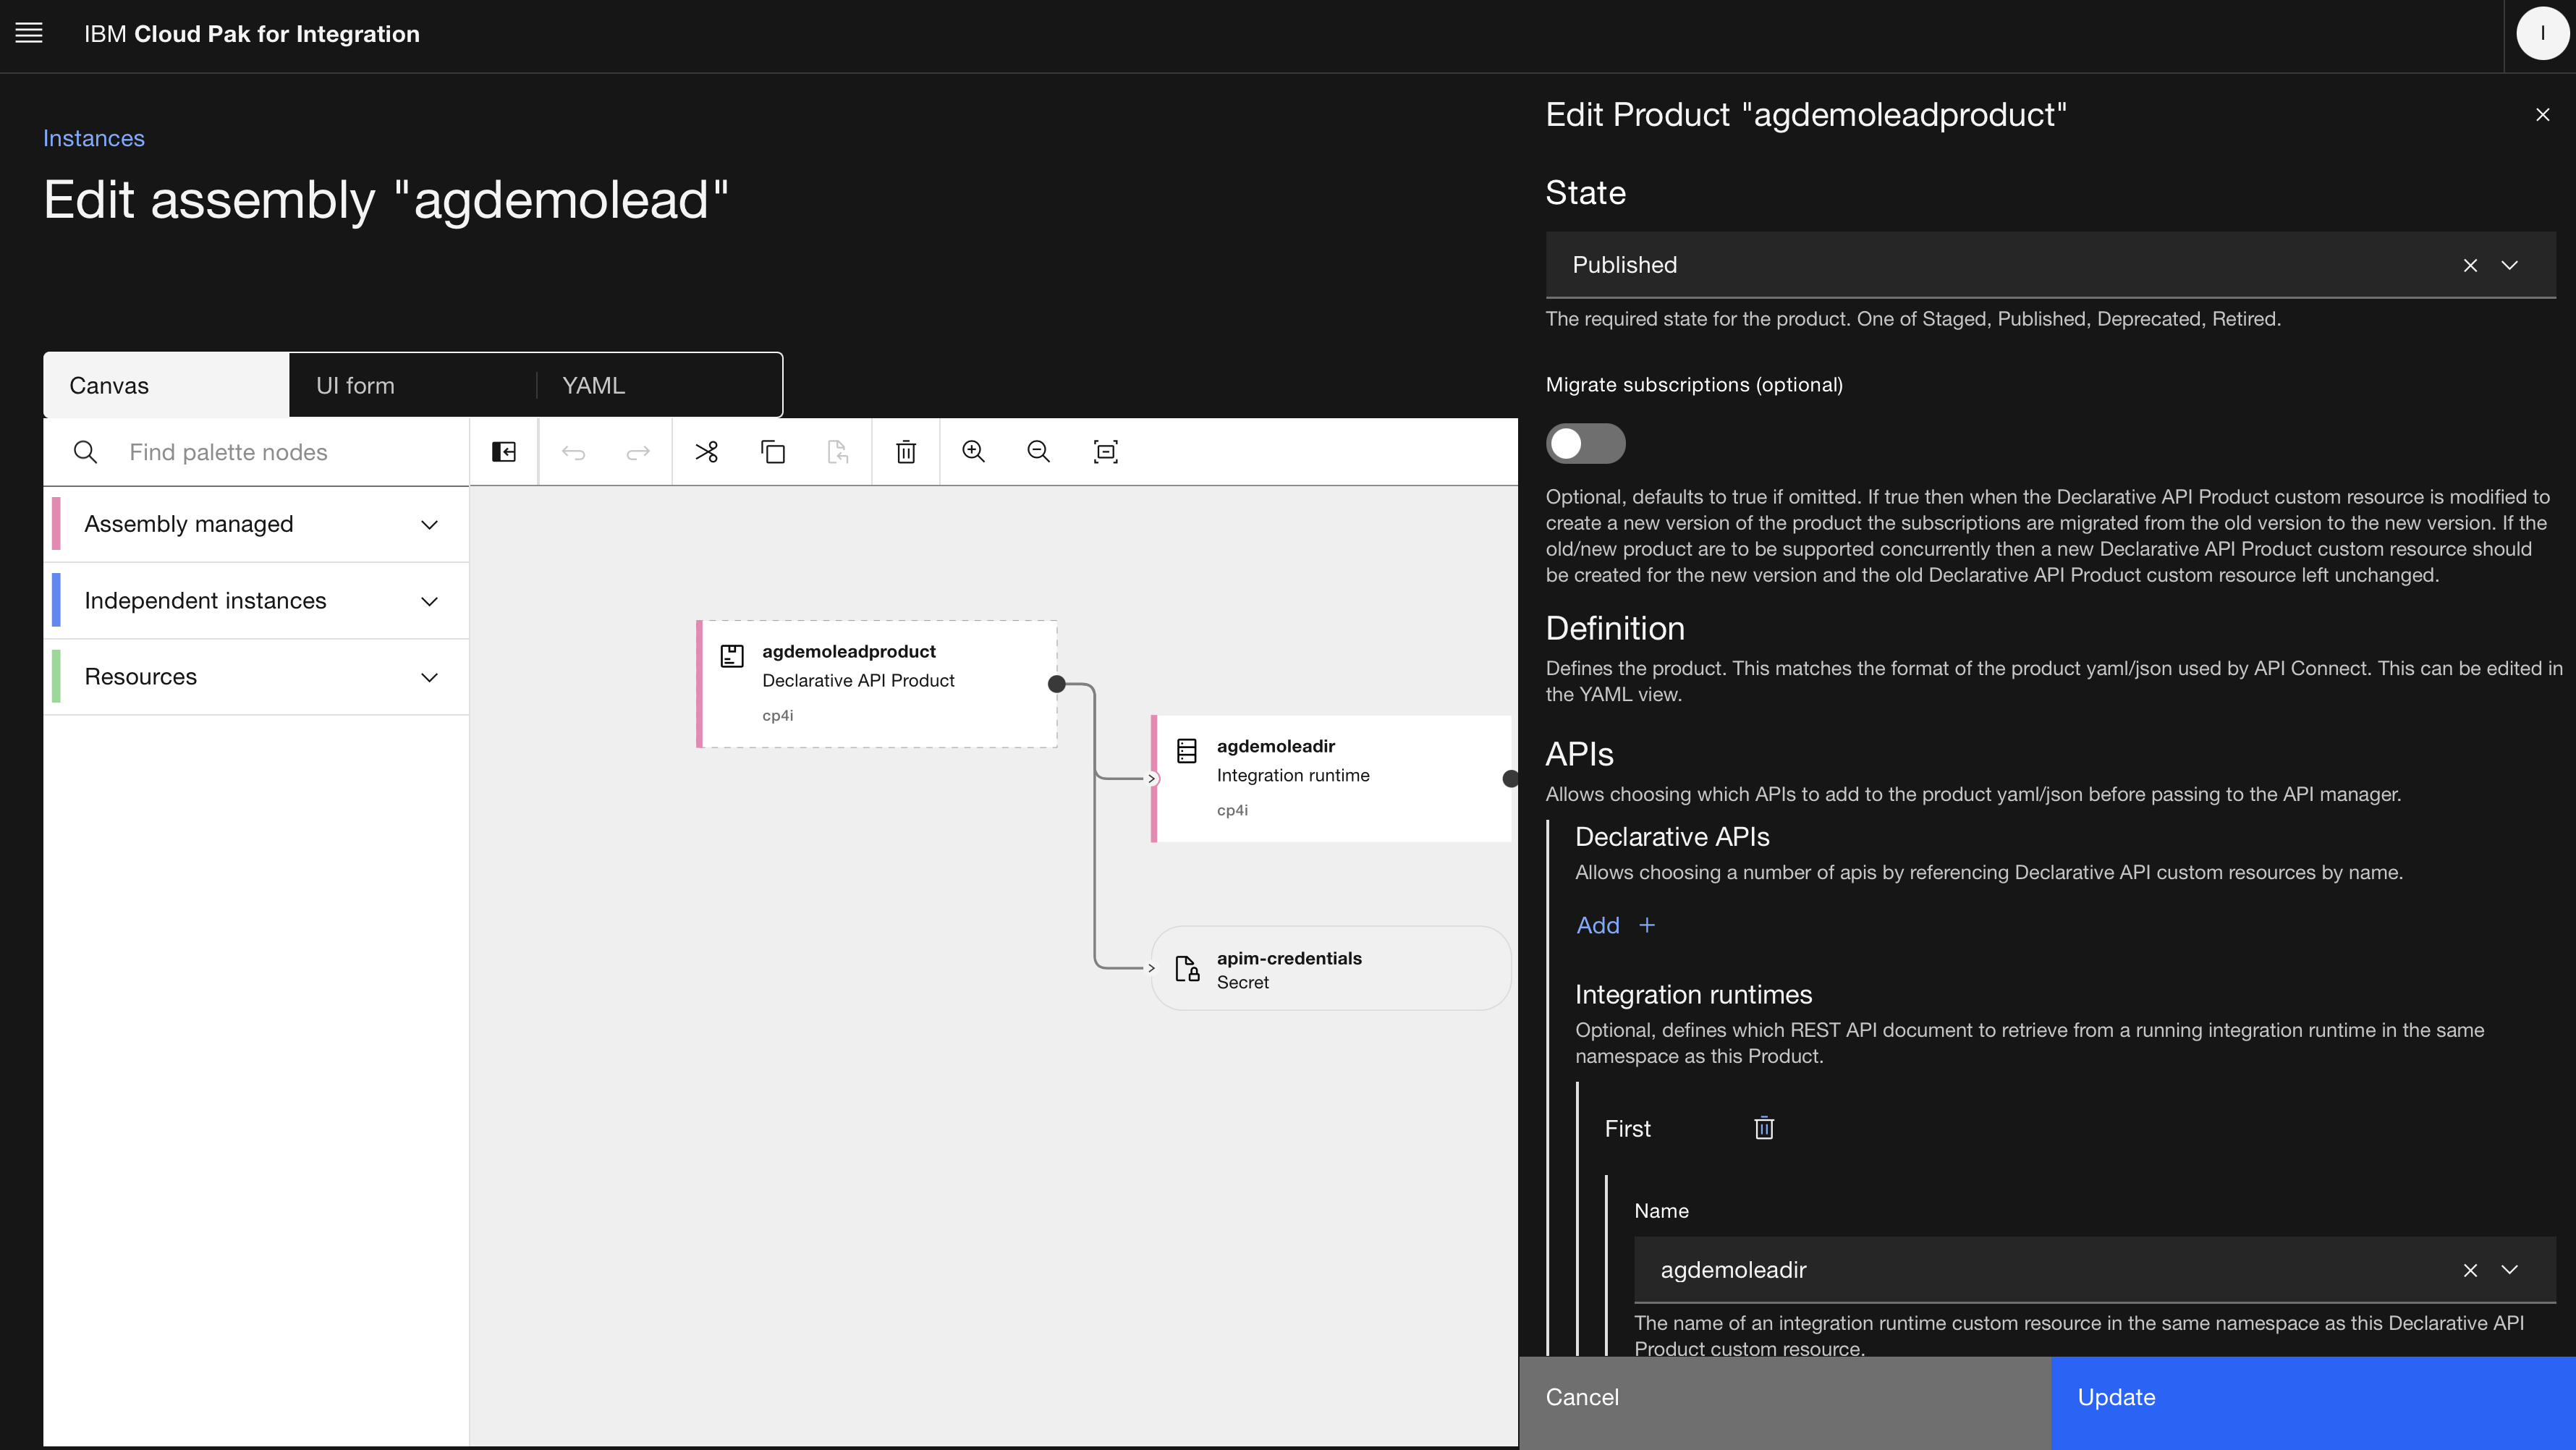 IBM Cloud Pak for Integration
I
Instances
Edit assembly "agdemolead"
Canvas
UI form
YAML
Find palette nodes
Assembly managed
Independent instances
Resources
agdemoleadproduct
Declarative API Product
cp4i
agdemoleadir
Integration runtime
cp4i
apim-credentials
Secret
Edit Product "agdemoleadproduct"
State
Published
The required state for the product. One of Staged, Published, Deprecated, Retired.
Migrate subscriptions (optional)
Optional, defaults to true if omitted. If true then when the Declarative API Product custom resource is modified to
create a new version of the product the subscriptions are migrated from the old version to the new version. If the
old/new product are to be supported concurrently then a new Declarative API Product custom resource should
be created for the new version and the old Declarative API Product custom resource left unchanged.
Definition
Defines the product. This matches the format of the product yaml/json used by API Connect. This can be edited in
the YAML view.
APIs
Allows choosing which APIs to add to the product yaml/json before passing to the API manager.
Declarative APIs
Allows choosing a number of apis by referencing Declarative API custom resources by name.
Add +
Integration runtimes
Optional, defines which REST API document to retrieve from a running integration runtime in the same
namespace as this Product.
First
Name
agdemoleadir
The name of an integration runtime custom resource in the same namespace as this Declarative API
Product custom resource.
Cancel
Update